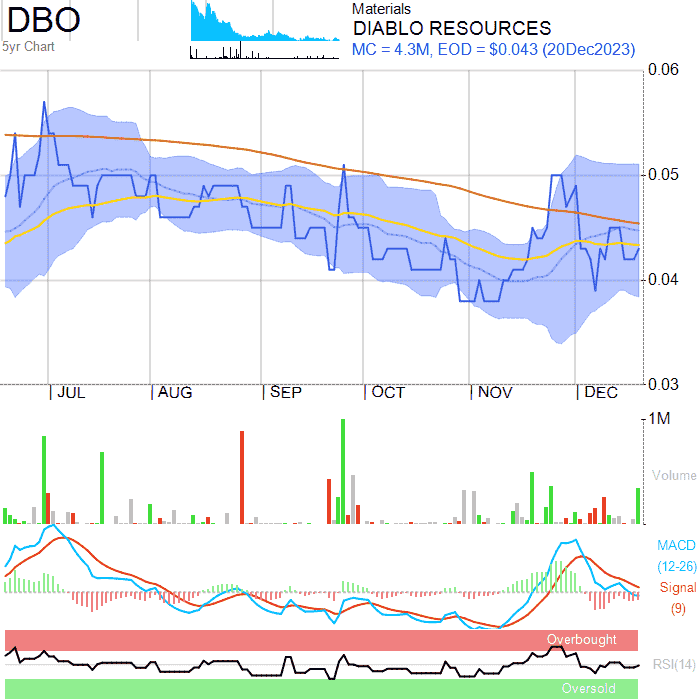 DBO
5yr Chart
Materials
DIABLO RESOURCES
MC = 4.3M, EOD = $0.043 (20Dec2023)
0.06
0.05
0.04
0.03
JUL AUG SEP OCT NOV DEC
1M
Volume
MACD
(12-26)
Signal
(9)
Overbought
RSI(14)
Oversold